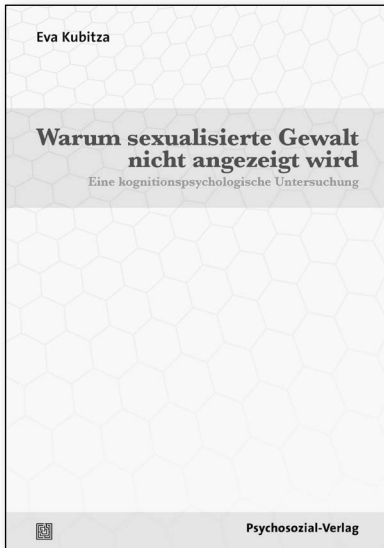 Eva Kubitza
Warum sexualisierte Gewalt
nicht angezeigt wird
Eine kognitionspsychologische Untersuchung
Psychosozial-Verlag